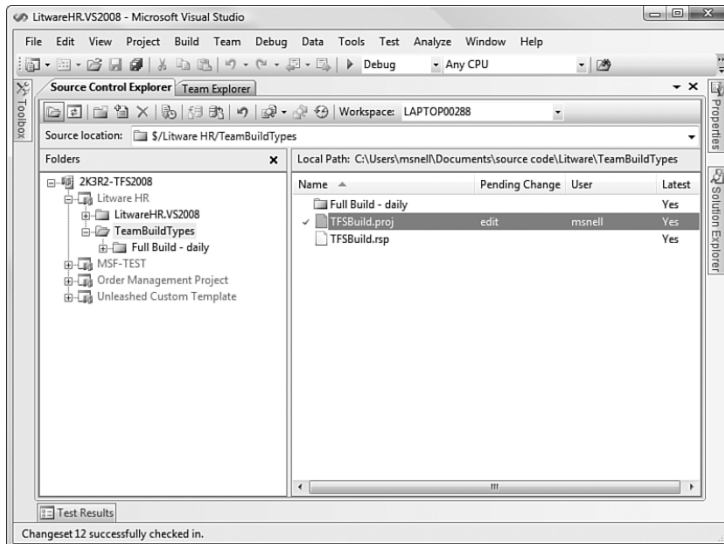 LitwareHR.VS2008 - Microsoft Visual Studio
File Edit View Project Build Team Debug Data Tools Test Analyze Window Help
Debug Any CPU
Toolbox
Source Control Explorer Team Explorer
Properties
Solution Explorer
Workspace: LAPTOP00288
Source location: $/Litware HR/TeamBuildTypes
Folders
Local Path: C:\Users\msnell\Documents\source code\Litware\TeamBuildTypes
2K3R2-TFS2008
Litware HR
LitwareHR.VS2008
TeamBuildTypes
Full Build - daily
MSF-TEST
Order Management Project
Unleashed Custom Template
Name Pending Change User Latest
Full Build - daily Yes
TFSBuild.proj edit msnell Yes
TFSBuild.rsp Yes
Test Results
Changeset 12 successfully checked in.